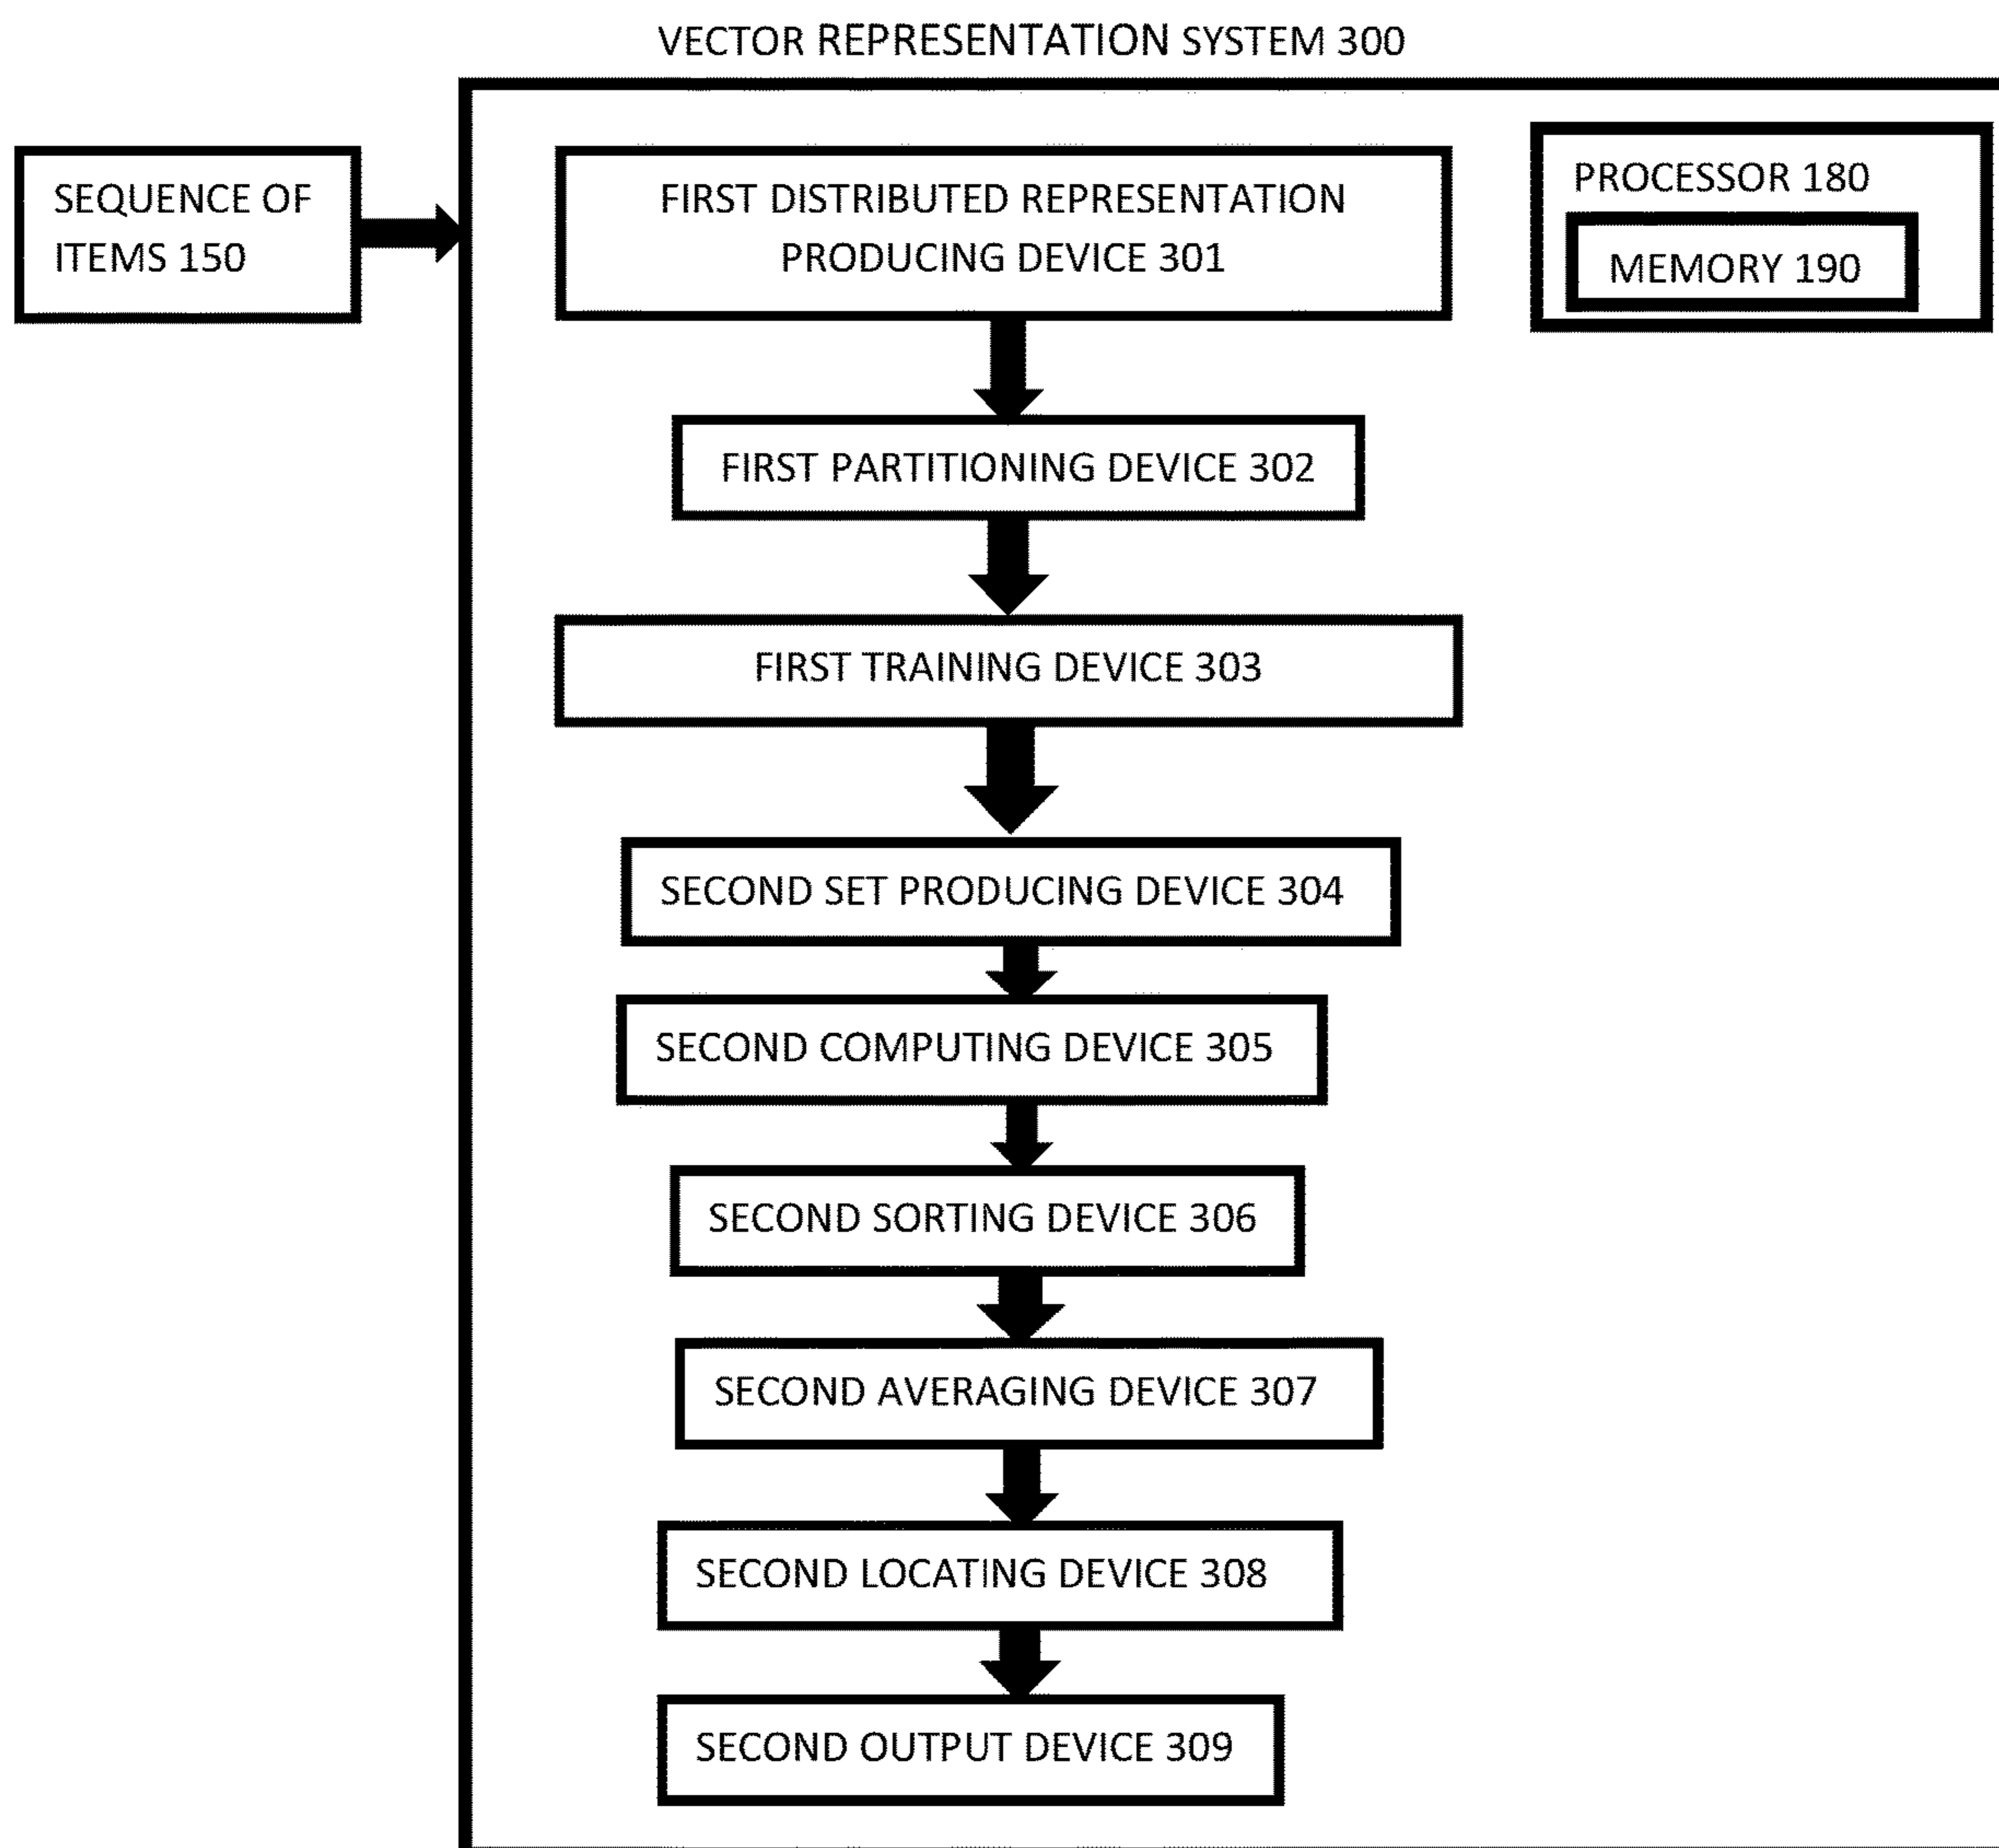 VECTOR REPRESENTATION SYSTEM 300
SEQUENCE OF
ITEMS 150
FIRST DISTRIBUTED REPRESENTATION
PRODUCING DEVICE 301
PROCESSOR 180
MEMORY 190
FIRST PARTITIONING DEVICE 302
FIRST TRAINING DEVICE 303
SECOND SET PRODUCING DEVICE 304
SECOND COMPUTING DEVICE 305
SECOND SORTING DEVICE 306
SECOND AVERAGING DEVICE 307
SECOND LOCATING DEVICE 308
SECOND OUTPUT DEVICE 309